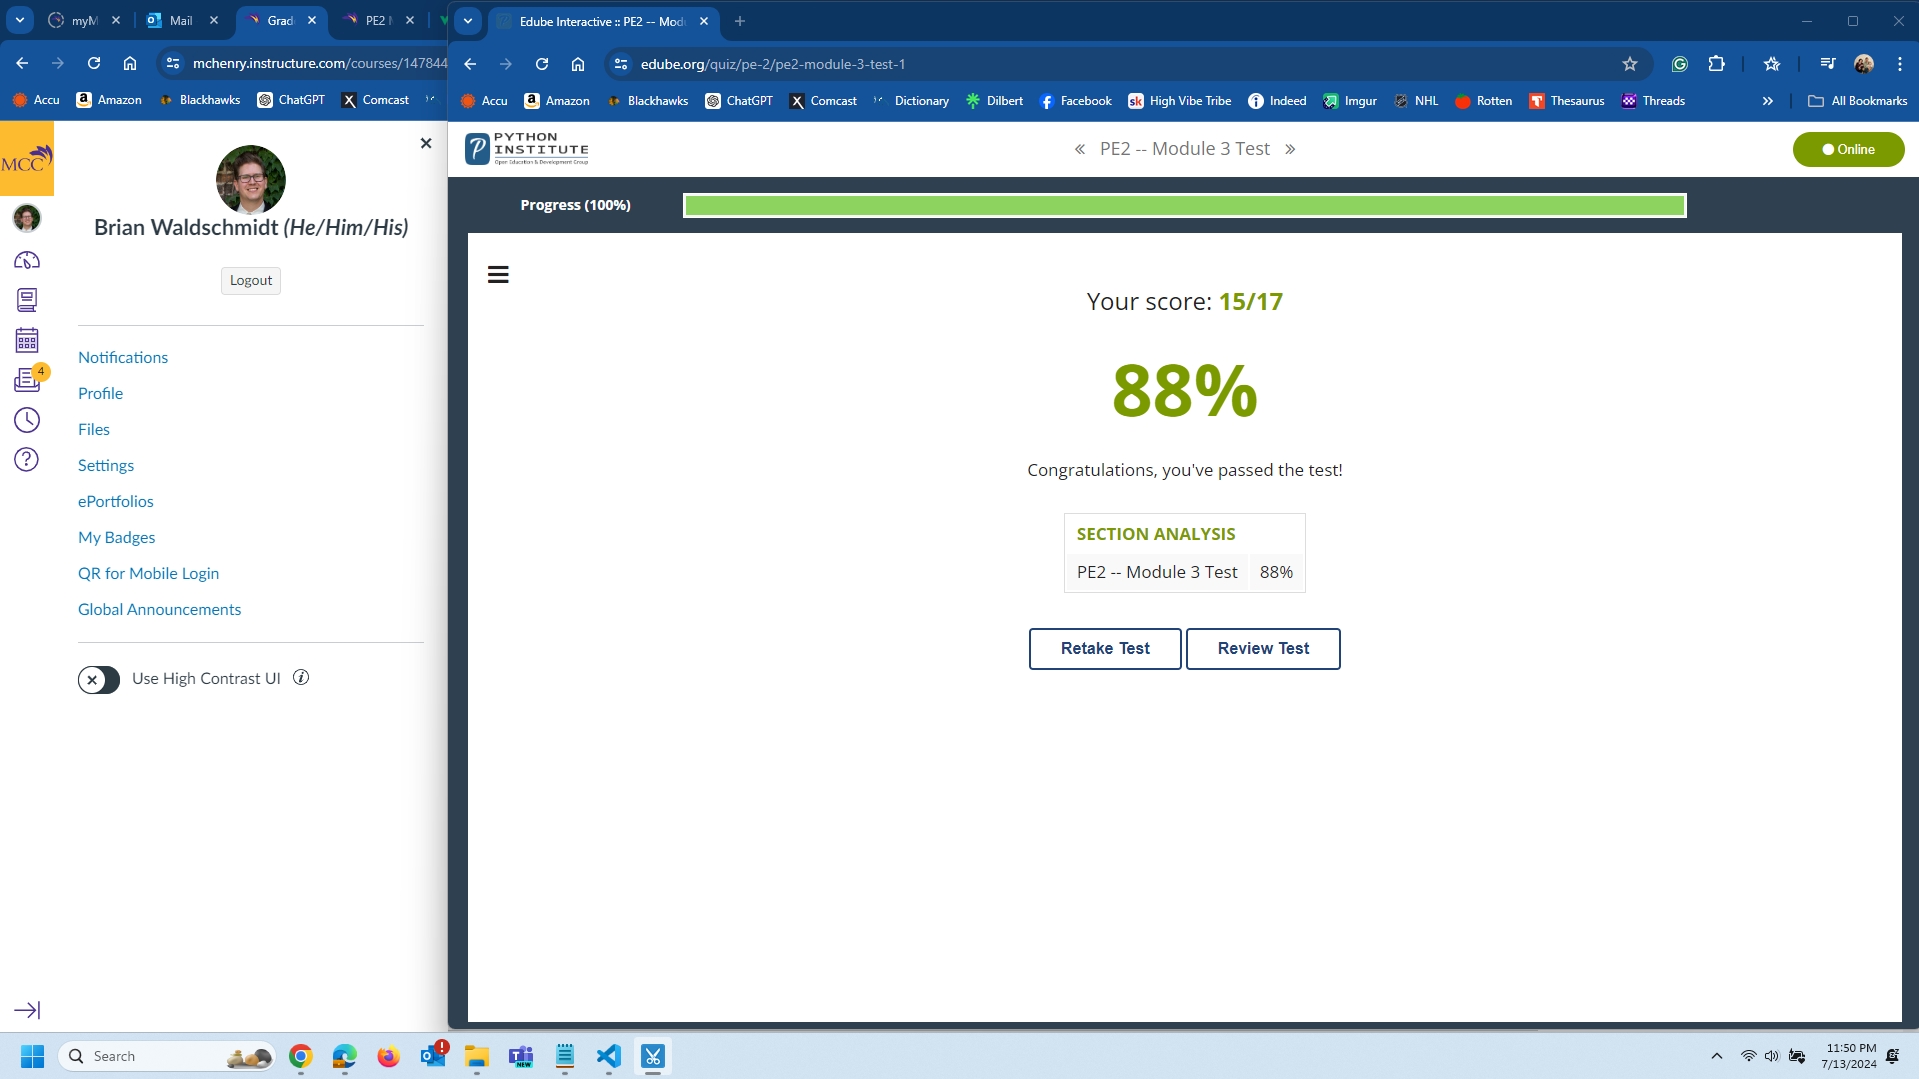 myM
Mail
Grad
PE2 M
Edube Interactive :: PE2 -- Modu
mchenry.instructure.com/courses/147844
edube.org/quiz/pe-2/pe2-module-3-test-1
Accu
Amazon
Blackhawks
ChatGPT
Comcast
Accu
Amazon
Blackhawks
ChatGPT
Comcast
Dictionary
Dilbert
Facebook
High Vibe Tribe
Indeed
Imgur
NHL
Rotten
Thesaurus
Threads
All Bookmarks
MCC
Brian Waldschmidt (He/Him/His)
Logout
4
Notifications
Profile
Files
Settings
ePortfolios
My Badges
QR for Mobile Login
Global Announcements
Use High Contrast UI
PYTHON
INSTITUTE
Open Education & Development Group
« PE2 -- Module 3 Test »
Online
Progress (100%)
Your score: 15/17
88%
Congratulations, you've passed the test!
SECTION ANALYSIS
PE2 -- Module 3 Test 88%
Retake Test
Review Test
Search
11:50 PM
7/13/2024